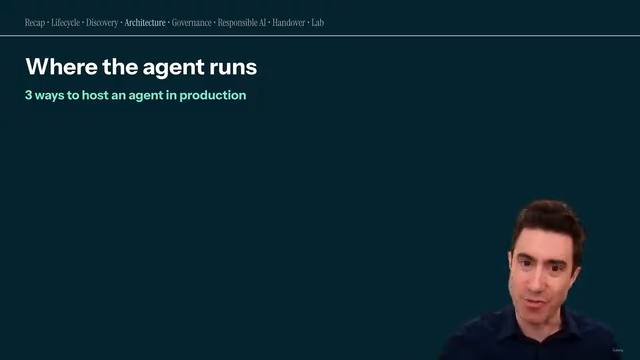 Recap • Lifecycle • Discovery • Architecture • Governance • Responsible AI • Handover • Lab
Where the agent runs
3 ways to host an agent in production